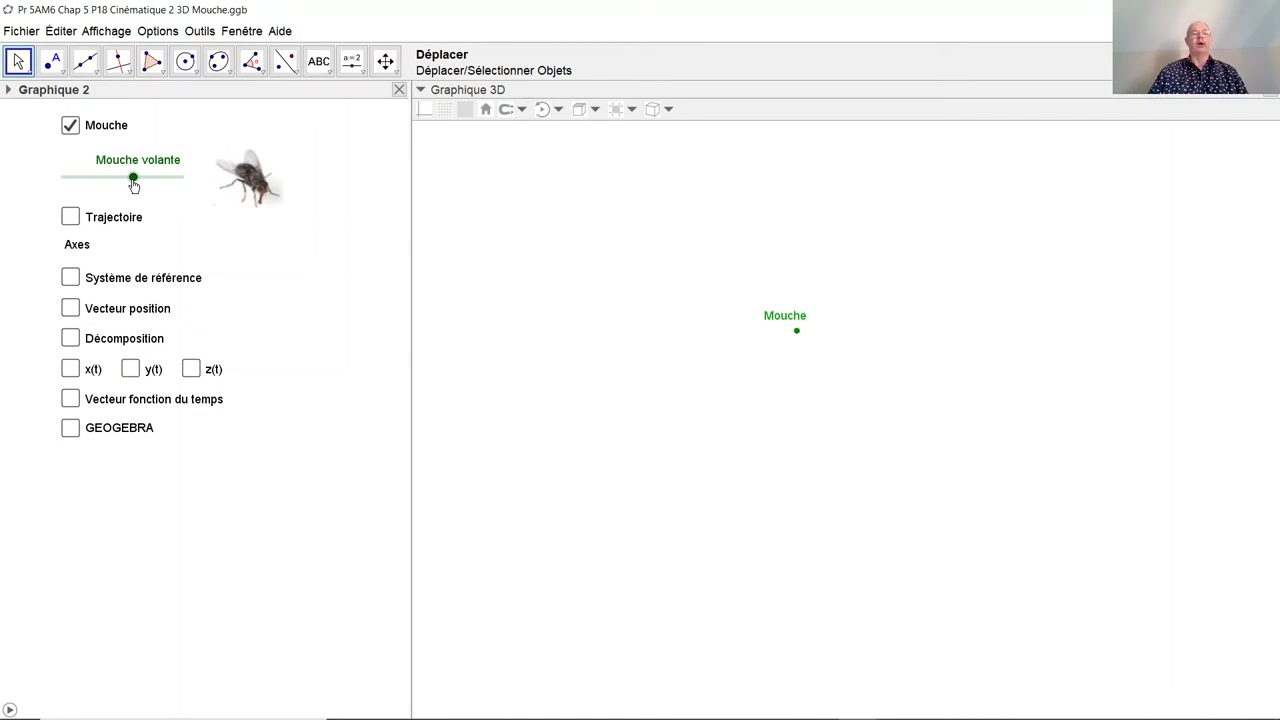 Pr 5AM6 Chap 5 P18 Cinématique 2 3D Mouche.ggb
Fichier Éditer Affichage Options Outils Fenêtre Aide
A ABC a=2
Déplacer
Déplacer/Sélectionner Objets
Graphique 2
Graphique 3D
Mouche
Mouche volante
Trajectoire
Axes
Système de référence
Vecteur position
Décomposition
x(t) y(t) z(t)
Vecteur fonction du temps
GEOGEBRA
Mouche